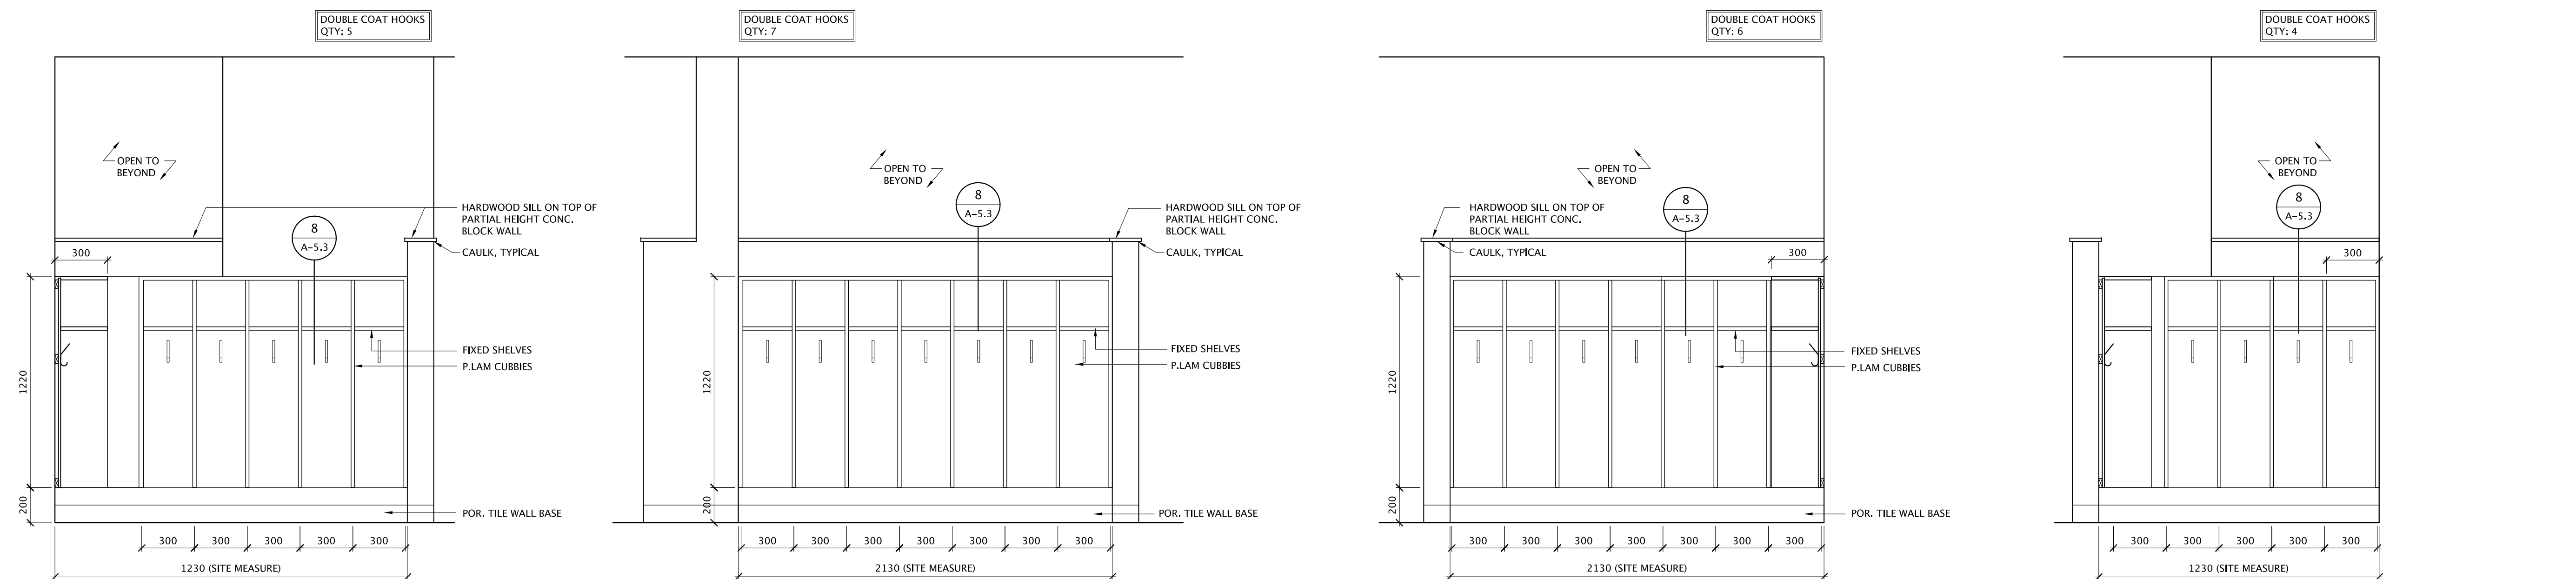 DOUBLE COAT HOOKS
QTY: 5
OPEN TO
BEYOND
HARDWOOD SILL ON TOP OF
PARTIAL HEIGHT CONC.
BLOCK WALL
8
A-5.3
CAULK, TYPICAL
300
1220
FIXED SHELVES
P.LAM CUBBIES
200
POR. TILE WALL BASE
300 300 300 300 300
1230 (SITE MEASURE)
DOUBLE COAT HOOKS
QTY: 7
OPEN TO
BEYOND
8
A-5.3
HARDWOOD SILL ON TOP OF
PARTIAL HEIGHT CONC.
BLOCK WALL
CAULK, TYPICAL
1220
FIXED SHELVES
P.LAM CUBBIES
200
POR. TILE WALL BASE
300 300 300 300 300 300 300
2130 (SITE MEASURE)
DOUBLE COAT HOOKS
QTY: 6
OPEN TO
BEYOND
8
A-5.3
HARDWOOD SILL ON TOP OF
PARTIAL HEIGHT CONC.
BLOCK WALL
CAULK, TYPICAL
300
1220
FIXED SHELVES
P.LAM CUBBIES
200
POR. TILE WALL BASE
300 300 300 300 300 300 300
2130 (SITE MEASURE)
DOUBLE COAT HOOKS
QTY: 4
OPEN TO
BEYOND
8
A-5.3
300
300 300 300 300 300
1230 (SITE MEASURE)